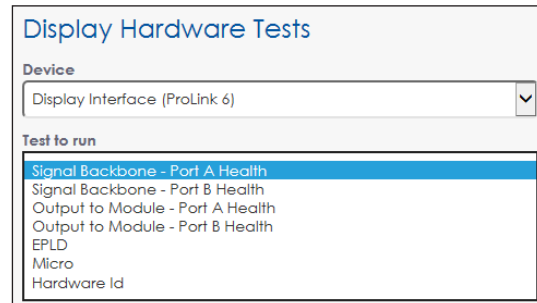 Display Hardware Tests
Device
Display Interface (ProLink 6)
Test to run
Signal Backbone - Port A Health
Signal Backbone - Port B Health
Output to Module - Port A Health
Output to Module - Port B Health
EPLD
Micro
Hardware Id